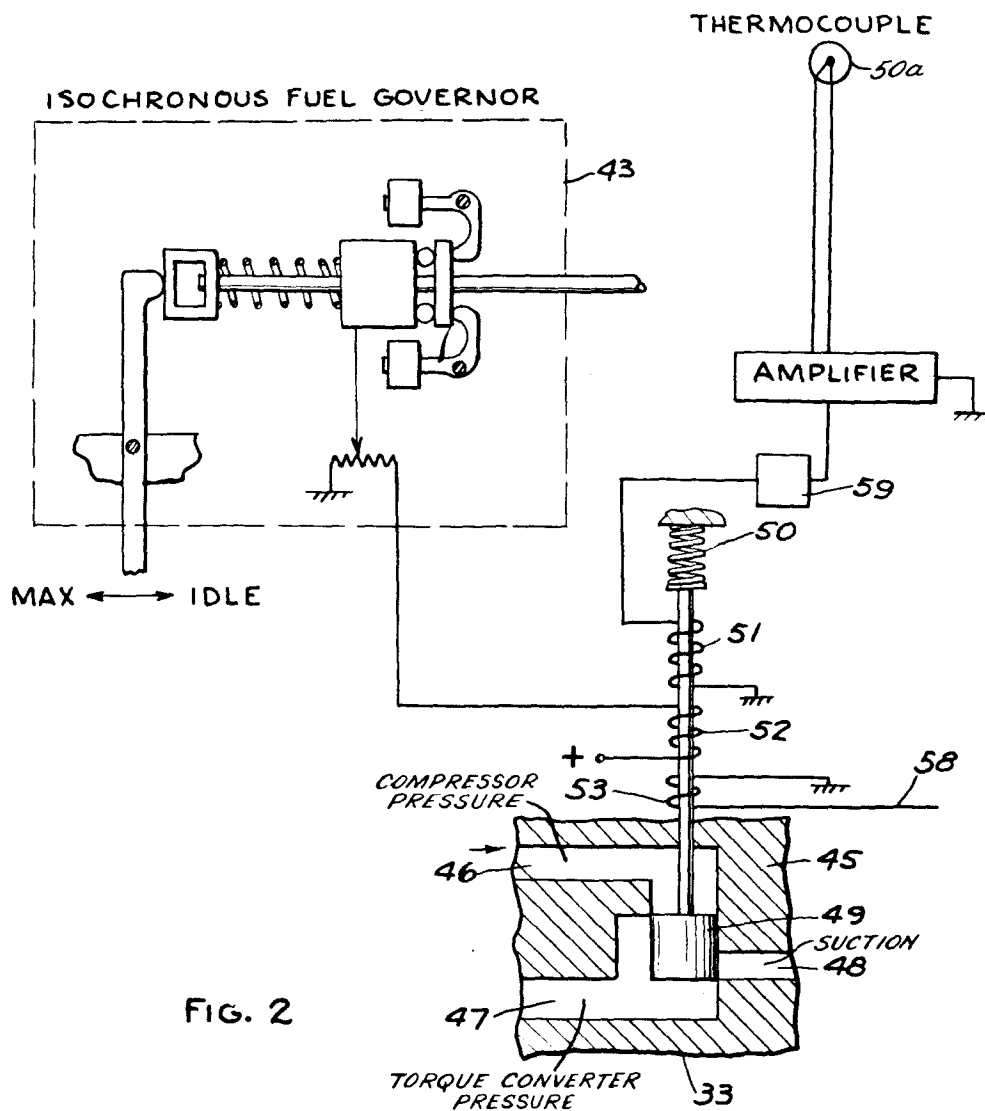 THERMOCOUPLE
50a
ISOCHRONOUS FUEL GOVERNOR
43
AMPLIFIER
59
50
MAX IDLE
51
52
+
53
58
COMPRESSOR
PRESSURE
46
45
49
SUCTION
48
47
FIG. 2
TORQUE CONVERTER
PRESSURE
33